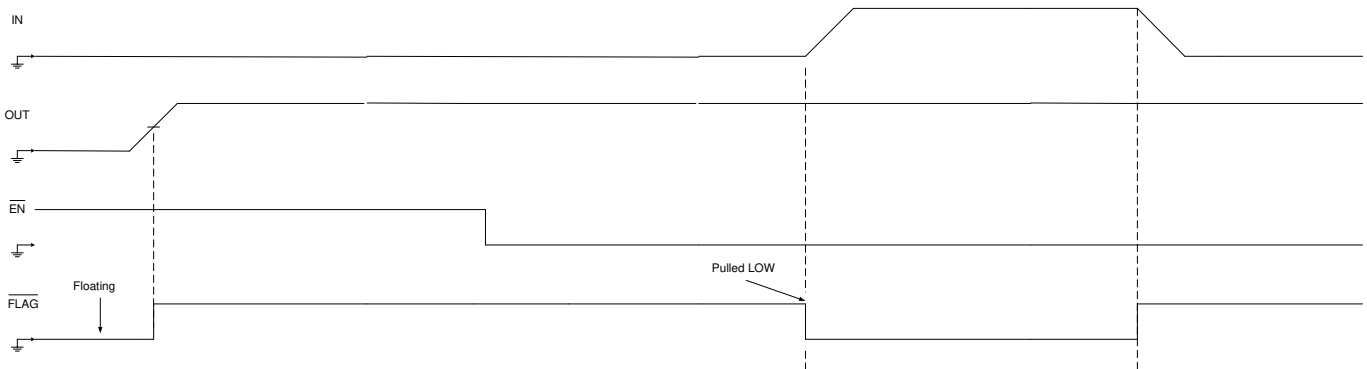 IN
OUT
EN
Pulled LOW
Floating
FLAG